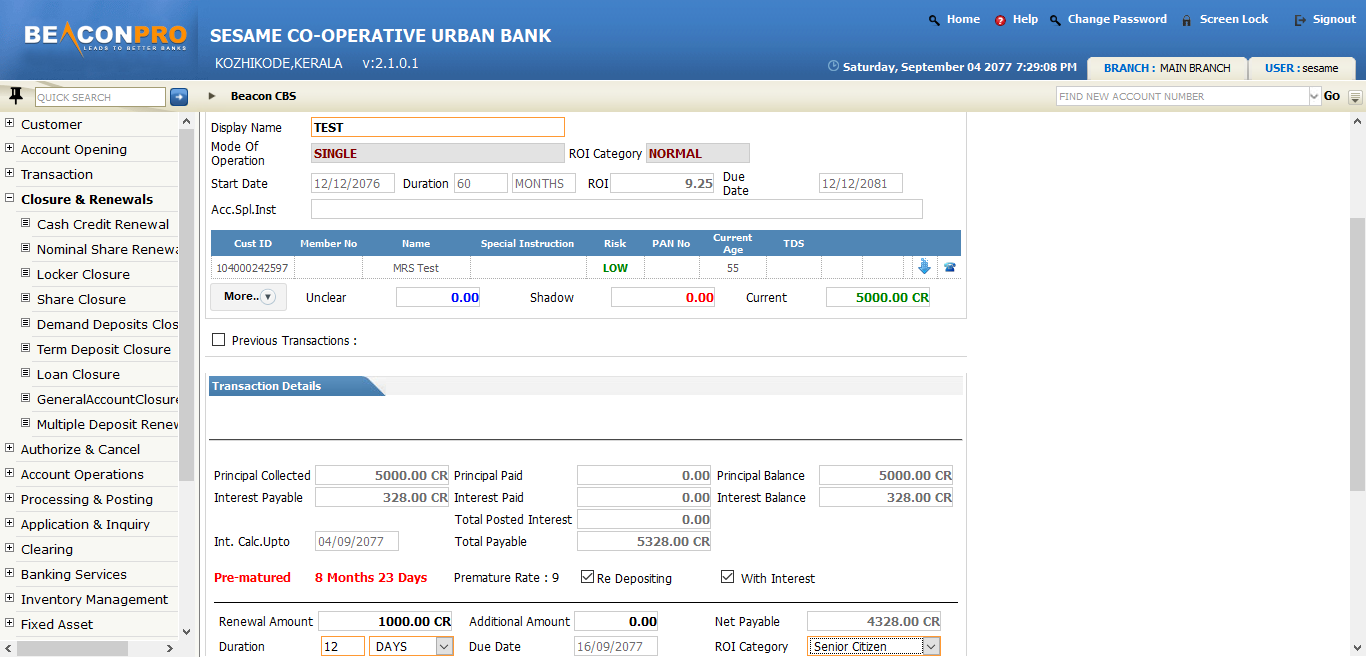 BEACONPRO
LEADS TO BETTER BANKS
SESAME CO-OPERATIVE URBAN BANK
KOZHIKODE,KERALA v:2.1.0.1
Home Help Change Password Screen Lock Signout
Saturday, September 04 2077 7:29:08 PM BRANCH : MAIN BRANCH USER : sesame
QUICK SEARCH Beacon CBS FIND NEW ACCOUNT NUMBER Go
Customer
Account Opening
Transaction
Closure & Renewals
Cash Credit Renewal
Nominal Share Renewa
Locker Closure
Share Closure
Demand Deposits Clos
Term Deposit Closure
Loan Closure
GeneralAccountClosure
Multiple Deposit Renew
Authorize & Cancel
Account Operations
Processing & Posting
Application & Inquiry
Clearing
Banking Services
Inventory Management
Fixed Asset
Display Name TEST
Mode Of Operation SINGLE ROI Category NORMAL
Start Date 12/12/2076 Duration 60 MONTHS ROI 9.25 Due Date 12/12/2081
Acc.Spl.Inst
Cust ID Member No Name Special Instruction Risk PAN No Current Age TDS
104000242597 MRS Test LOW 55
More.. Unclear 0.00 Shadow 0.00 Current 5000.00 CR
Previous Transactions :
Transaction Details
Principal Collected 5000.00 CR Principal Paid 0.00 Principal Balance 5000.00 CR
Interest Payable 328.00 CR Interest Paid 0.00 Interest Balance 328.00 CR
Total Posted Interest 0.00
Int. Calc.Upto 04/09/2077 Total Payable 5328.00 CR
Pre-matured 8 Months 23 Days Premature Rate : 9 Re Depositing With Interest
Renewal Amount 1000.00 CR Additional Amount 0.00 Net Payable 4328.00 CR
Duration 12 DAYS Due Date 16/09/2077 ROI Category Senior Citizen